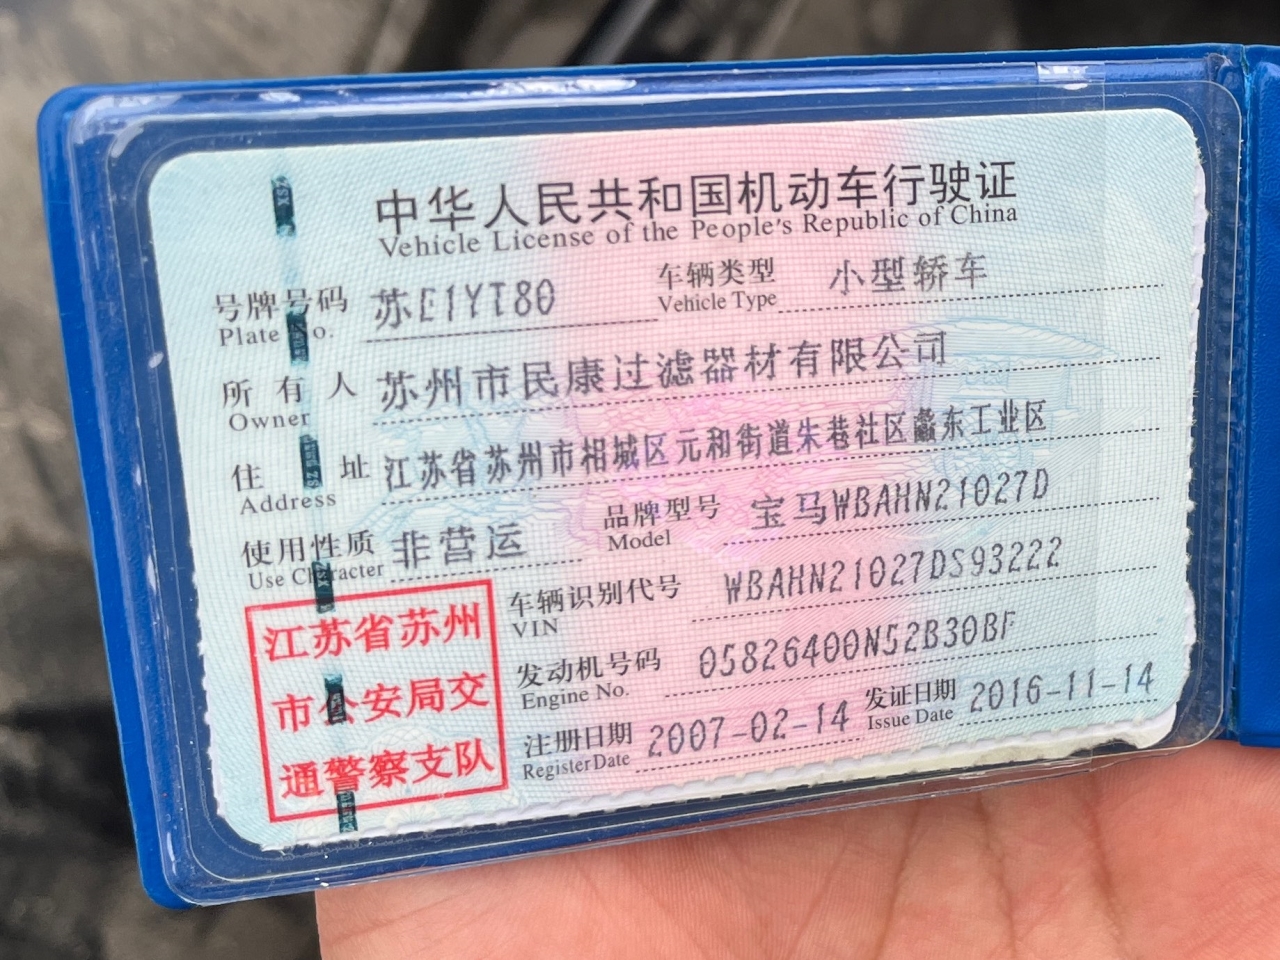 中华人民共和国机动车行驶证
Vehicle License of the People's Republic of China
号牌号码 苏E1YT80 车辆类型 小型轿车
Plate No. Vehicle Type
所有人 苏州市民康过滤器材有限公司
Owner
住址 江苏省苏州市相城区元和街道朱巷社区蠡东工业区
Address
使用性质 非营运 品牌型号 宝马WBAHN21027D
Use Character Model
车辆识别代号 WBAHN21027DS93222
VIN
发动机号码 05826400N52B30BF
Engine No.
注册日期 2007-02-14 发证日期 2016-11-14
Register Date Issue Date
江苏省苏州
市公安局交
通警察支队